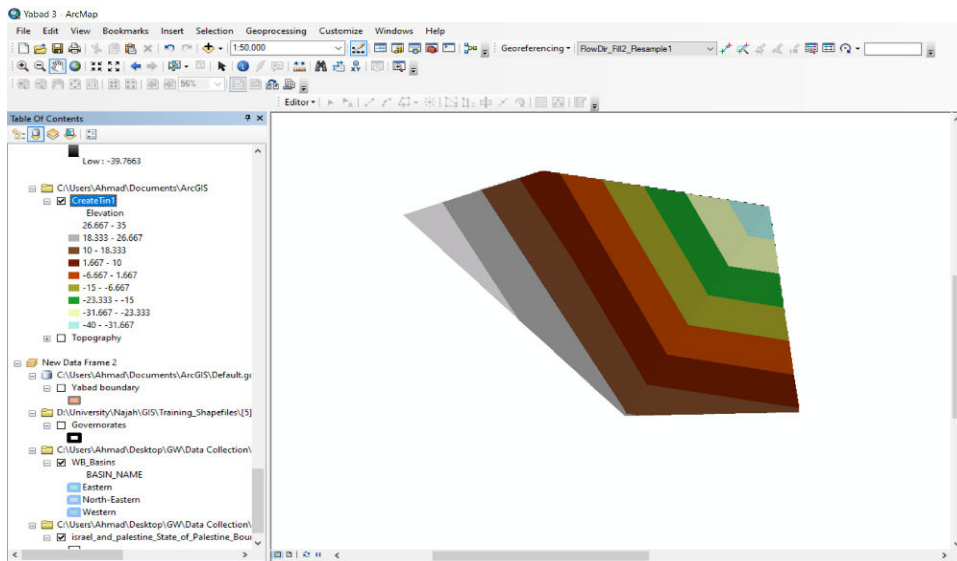 Yabad 3 - ArcMap
File Edit View Bookmarks Insert Selection Geoprocessing Customize Windows Help
1:50,000
Georeferencing
FlowDir_Fill2_Resample1
56%
Editor
Table Of Contents
Low : -39.7663
C:\Users\Ahmad\Documents\ArcGIS
CreateTin1
Elevation
26.667 - 35
18.333 - 26.667
10 - 18.333
1.667 - 10
-6.667 - 1.667
-15 - -6.667
-23.333 - -15
-31.667 - -23.333
-40 - -31.667
Topography
New Data Frame 2
C:\Users\Ahmad\Documents\ArcGIS\Default.g
Yabad boundary
D:\University\Najah\GIS\Training_Shapefiles\[5]
Governorates
C:\Users\Ahmad\Desktop\GW\Data Collection\
WB_Basins
BASIN_NAME
Eastern
North-Eastern
Western
C:\Users\Ahmad\Desktop\GW\Data Collection\
israel_and_palestine_State_of_Palestine_Bou